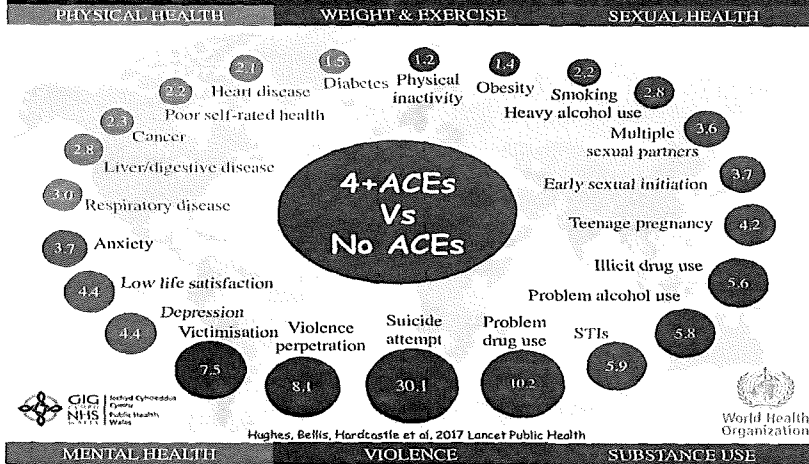 PHYSICAL HEALTH
WEIGHT & EXERCISE
SEXUAL HEALTH
2.1
Heart disease
1.5
Diabetes
1.2
Physical
inactivity
1.4
Obesity
2.2
Smoking
2.8
Heavy alcohol use
2.2
Poor self-rated health
2.3
Cancer
2.8
Liver/digestive disease
3.0
Respiratory disease
3.7
Anxiety
4.4
Low life satisfaction
4.4
Depression
3.6
Multiple
sexual partners
3.7
Early sexual initiation
4.2
Teenage pregnancy
5.6
Illicit drug use
5.8
Problem alcohol use
5.9
STIs
4+ACEs
Vs
No ACEs
Victimisation
7.5
Violence
perpetration
8.1
Suicide
attempt
30.1
Problem
drug use
10.2
GIG
CYMRU
NHS
WALES
Iechyd Cyhoeddus
Cymru
Public Health
Wales
Hughes, Bellis, Hardcastle et al, 2017 Lancet Public Health
World Health
Organization
MENTAL HEALTH
VIOLENCE
SUBSTANCE USE